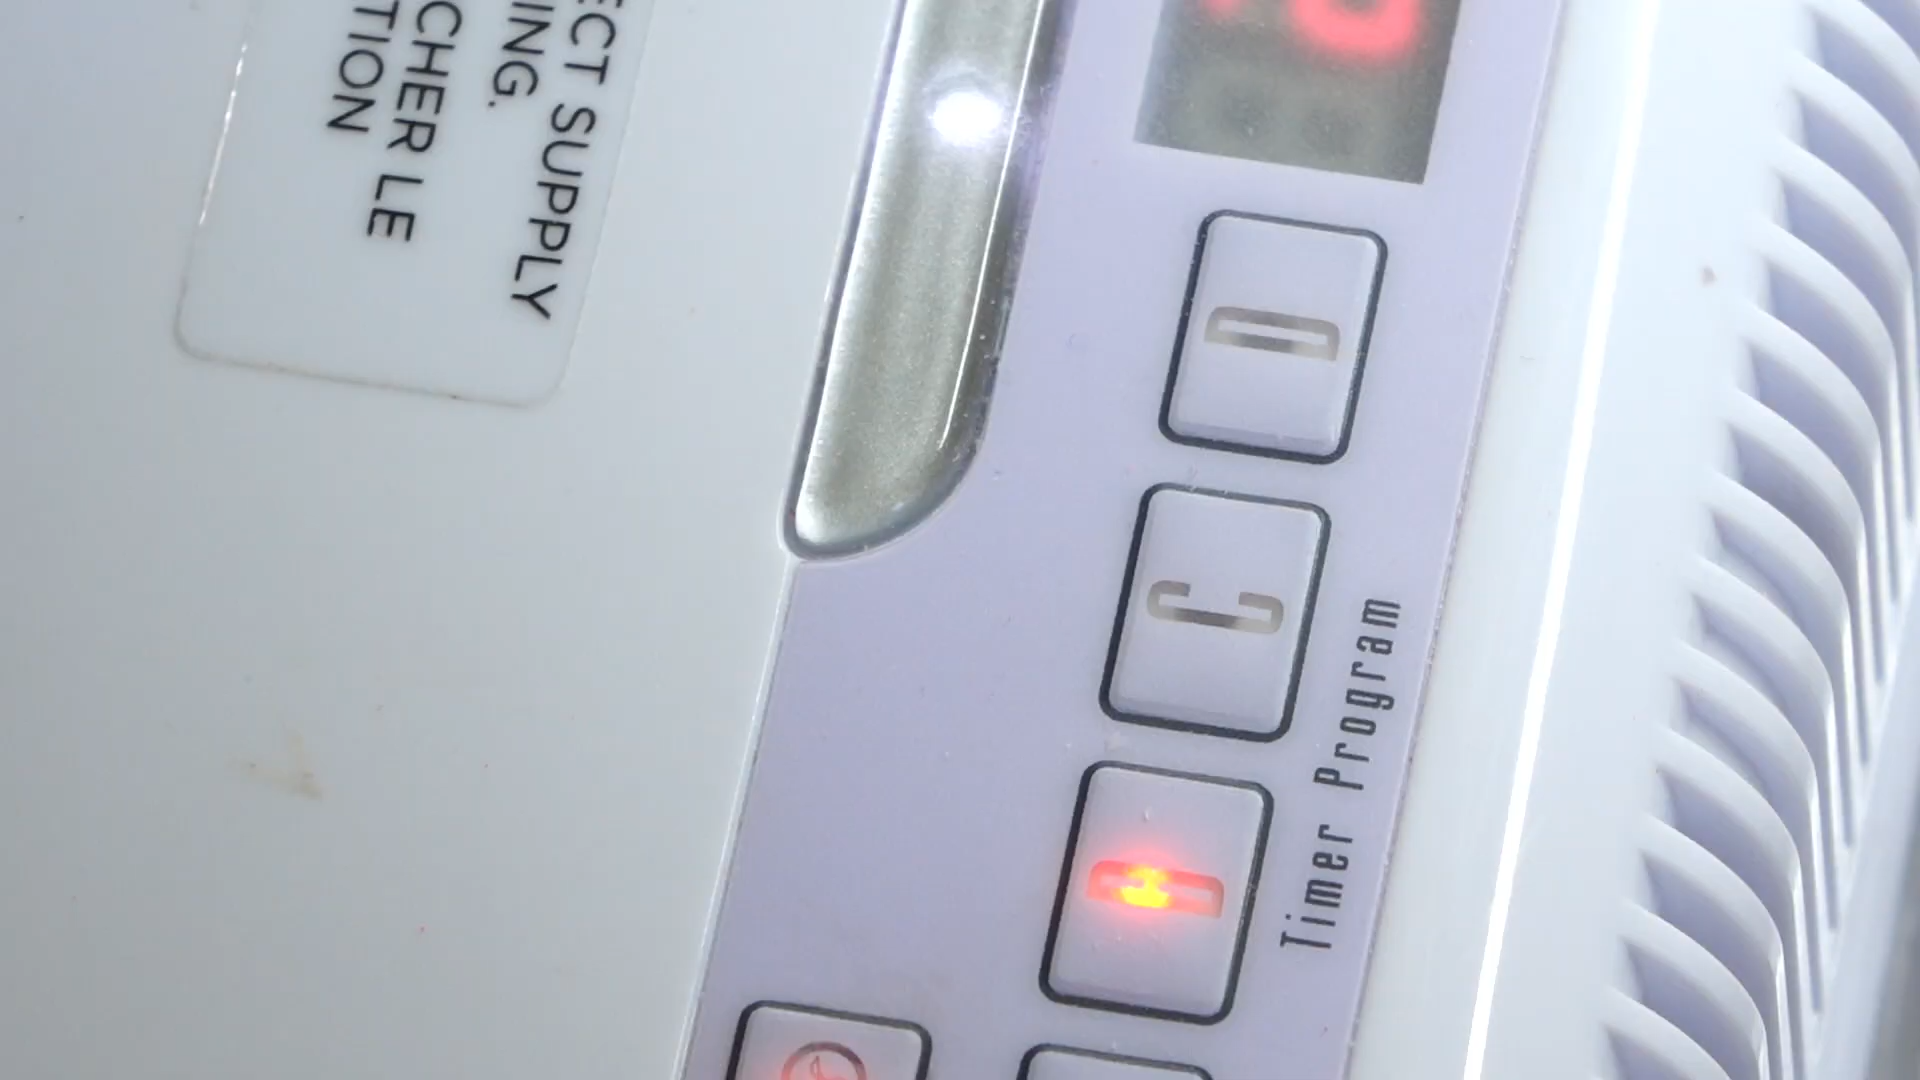 ECT SUPPLY
ING.
CHER LE
TION
Timer Program
B
C
D